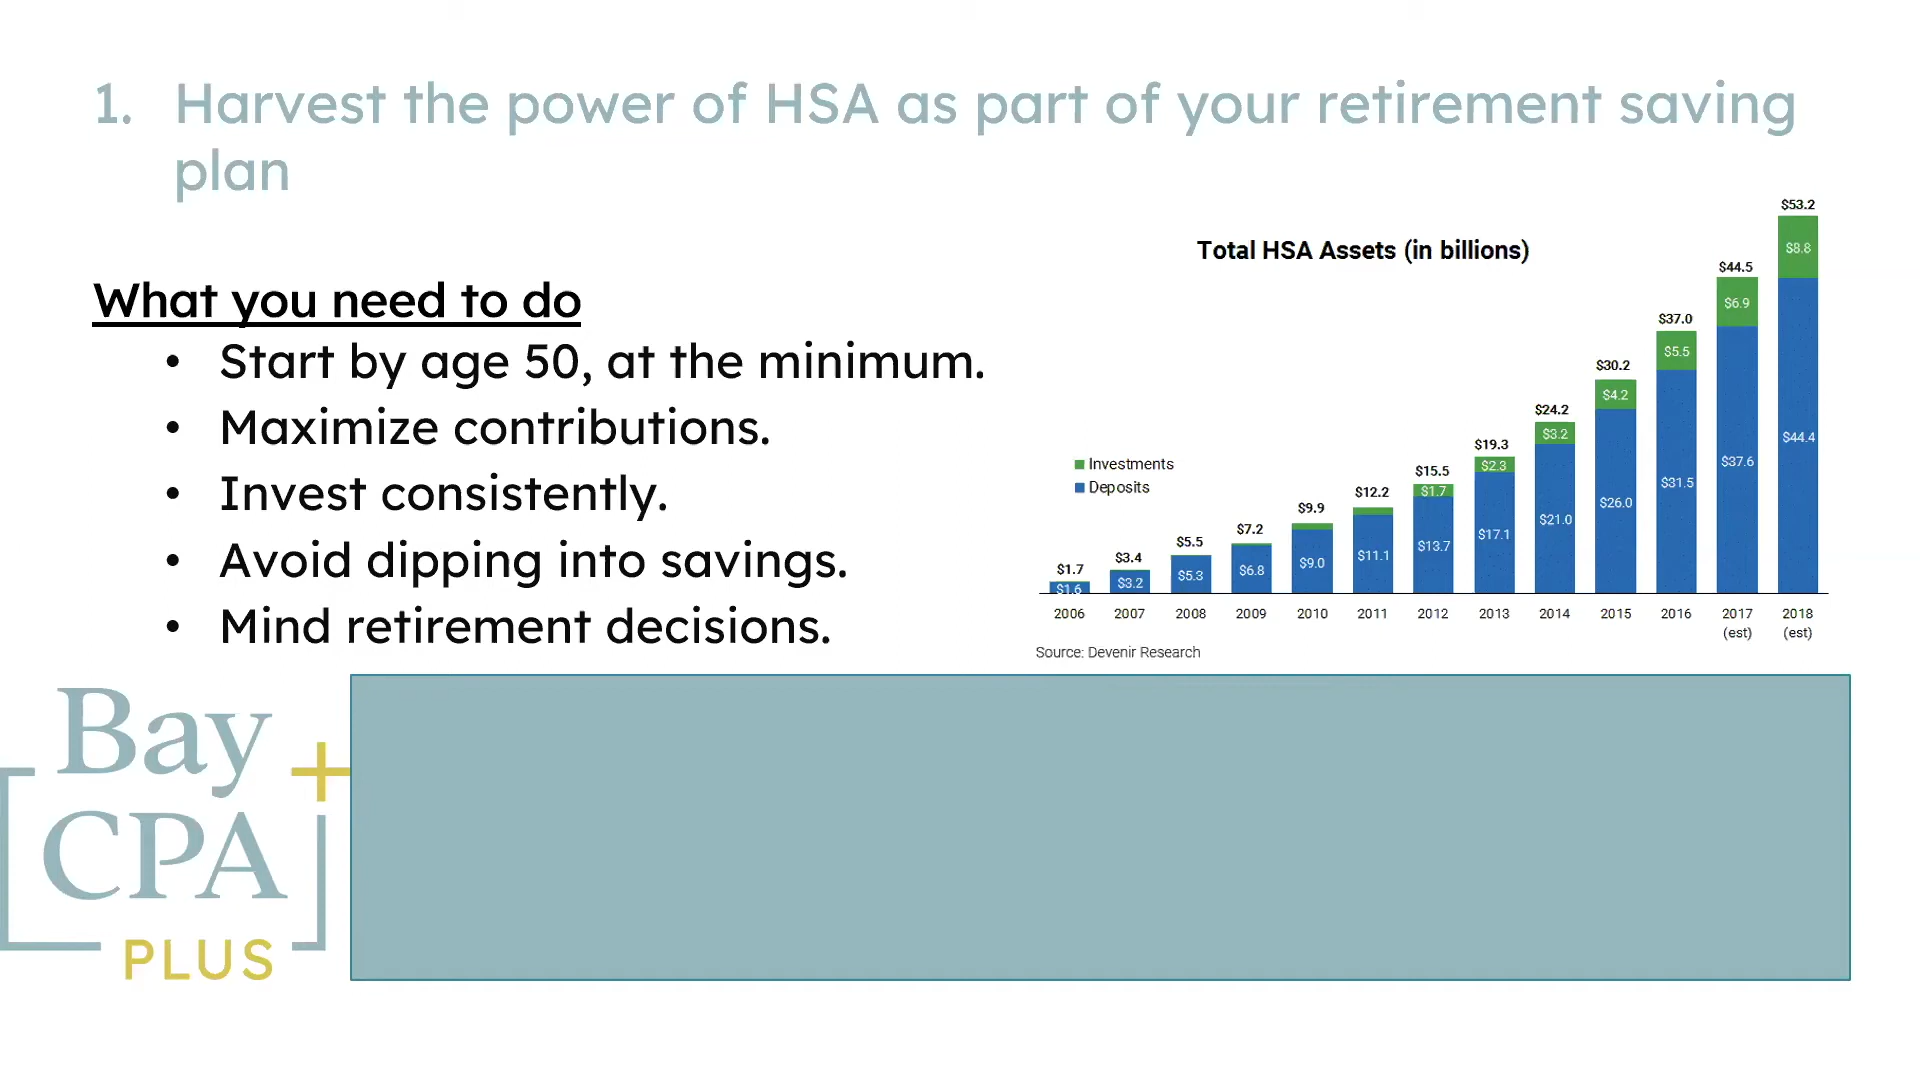 1. Harvest the power of HSA as part of your retirement saving
plan
What you need to do
• Start by age 50, at the minimum.
• Maximize contributions.
• Invest consistently.
• Avoid dipping into savings.
• Mind retirement decisions.
Total HSA Assets (in billions)
Investments
Deposits
$1.7 $3.4 $5.5 $7.2 $9.9 $12.2 $15.5 $19.3 $24.2 $30.2 $37.0 $44.5 $53.2
$1.7 $2.3 $3.2 $4.2 $5.5 $6.9 $8.8
$1.6 $3.2 $5.3 $6.8 $9.0 $11.1 $13.7 $17.1 $21.0 $26.0 $31.5 $37.6 $44.4
2006 2007 2008 2009 2010 2011 2012 2013 2014 2015 2016 2017 2018
(est) (est)
Source: Devenir Research
Bay
CPA
PLUS